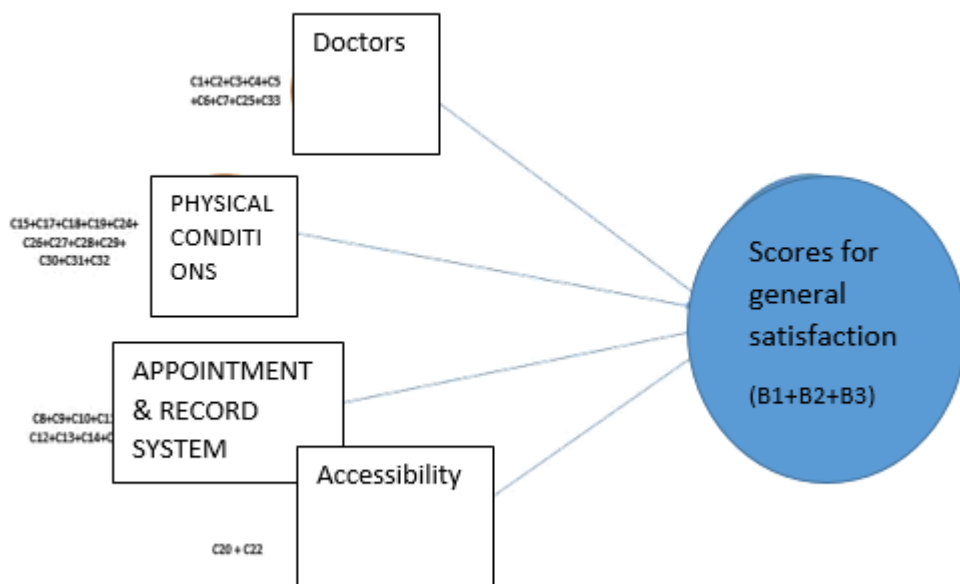 Doctors
C1+C2+C3+C4+C5
+C6+C7+C25+C33
PHYSICAL
CONDITI
ONS
C15+C17+C18+C19+C24+
C26+C27+C28+C29+
C30+C31+C32
Scores for
general
satisfaction
(B1+B2+B3)
APPOINTMENT
& RECORD
SYSTEM
C8+C9+C10+
C12+C13+C14+
Accessibility
C20 + C22